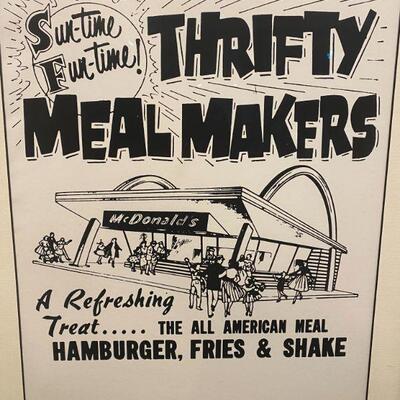 Sun-time
Fun-time!
THRIFTY
MEAL MAKERS
McDonald's
A Refreshing
Treat..... THE ALL AMERICAN MEAL
HAMBURGER, FRIES & SHAKE